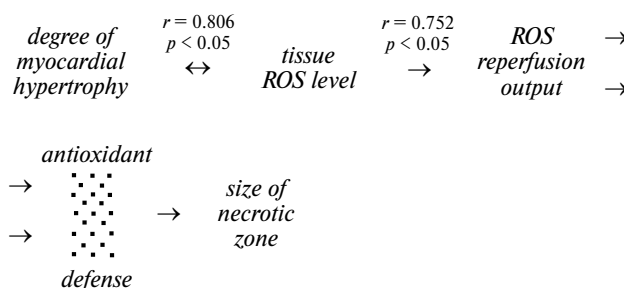 degree of myocardial hypertrophy
r = 0.806
p < 0.05
↔
tissue ROS level
r = 0.752
p < 0.05
→
ROS reperfusion output
→
→
→
→
antioxidant
defense
→
size of necrotic zone